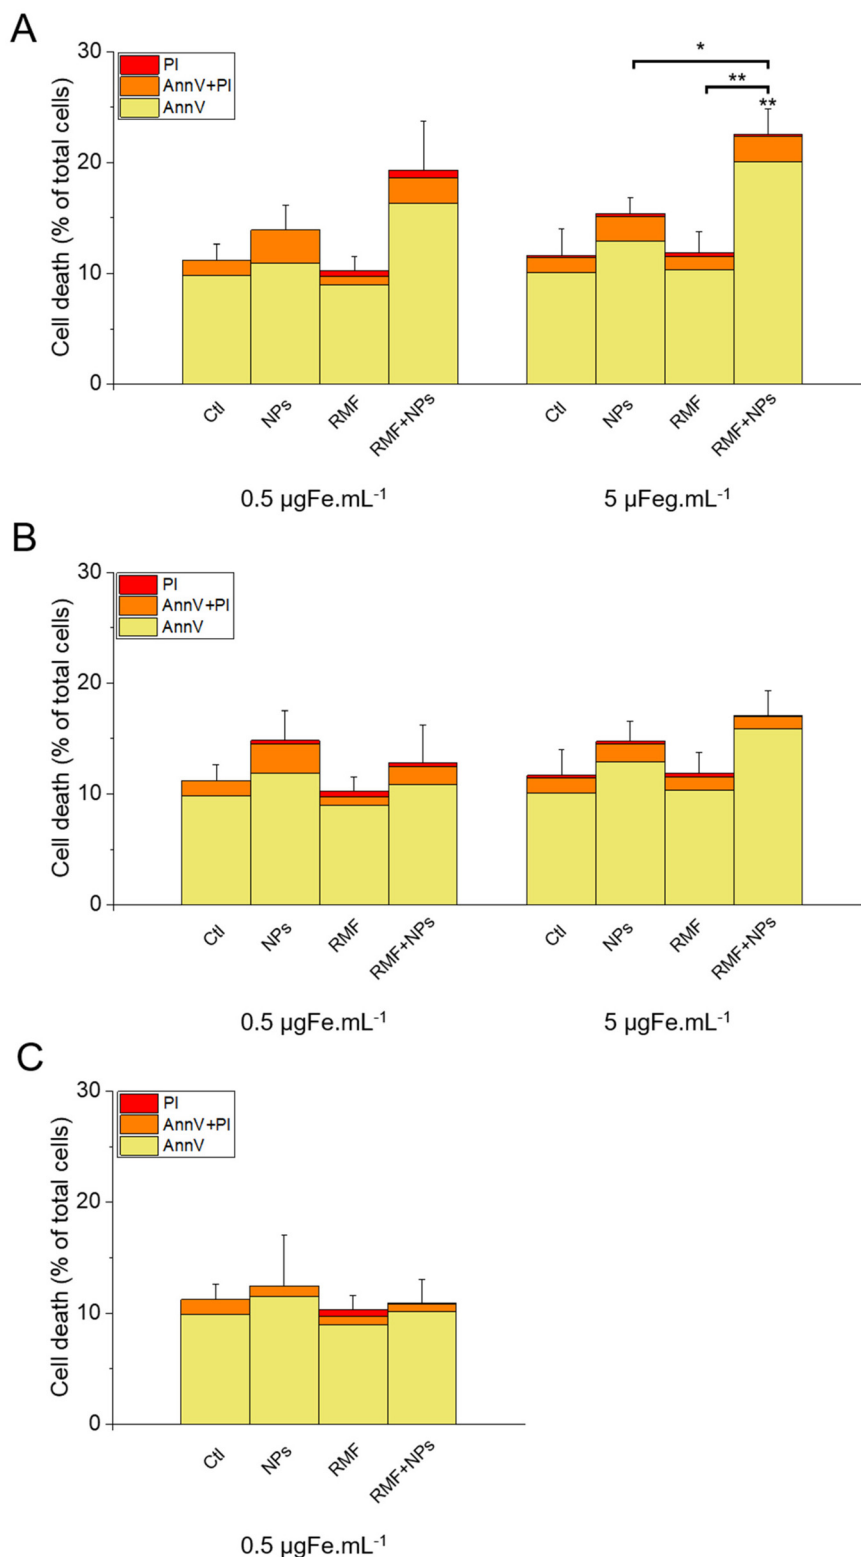 A
Cell death (% of total cells)
30
20
10
0
PI
AnnV+PI
AnnV
*
**
**
Ctl NPs RMF RMF+NPs Ctl NPs RMF RMF+NPs
0.5 µgFe.mL⁻¹ 5 µFeg.mL⁻¹
B
Cell death (% of total cells)
30
20
10
0
PI
AnnV+PI
AnnV
Ctl NPs RMF RMF+NPs Ctl NPs RMF RMF+NPs
0.5 µgFe.mL⁻¹ 5 µgFe.mL⁻¹
C
Cell death (% of total cells)
30
20
10
0
PI
AnnV+PI
AnnV
Ctl NPs RMF RMF+NPs
0.5 µgFe.mL⁻¹